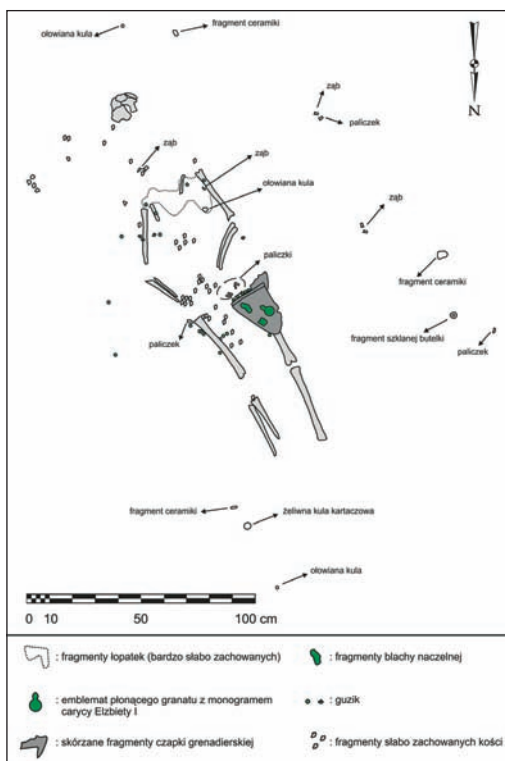 ołowiana kula
fragment ceramiki
N
ząb
paliczek
ząb
ząb
ołowiana kula
ząb
paliczki
fragment ceramiki
fragment szklanej butelki
paliczek
paliczek
fragment ceramiki
żeliwna kula kartaczowa
ołowiana kula
0 10 50 100 cm
: fragmenty łopatek (bardzo słabo zachowanych)
: fragmenty blachy naczelnej
: emblemat płonącego granatu z monogramem
carycy Elzbiety I
: guzik
: skórzane fragmenty czapki grenadierskiej
: fragmenty słabo zachowanych kości